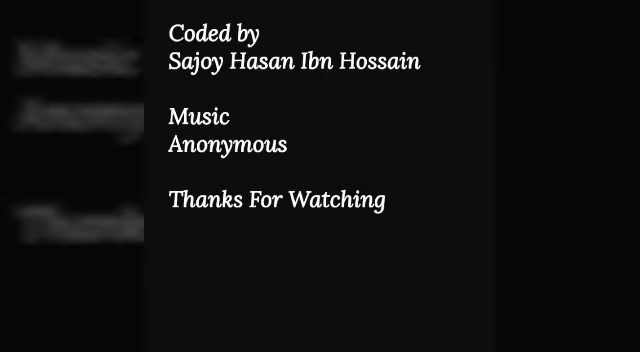 Coded by
Sajoy Hasan Ibn Hossain
Music
Anonymous
Thanks For Watching